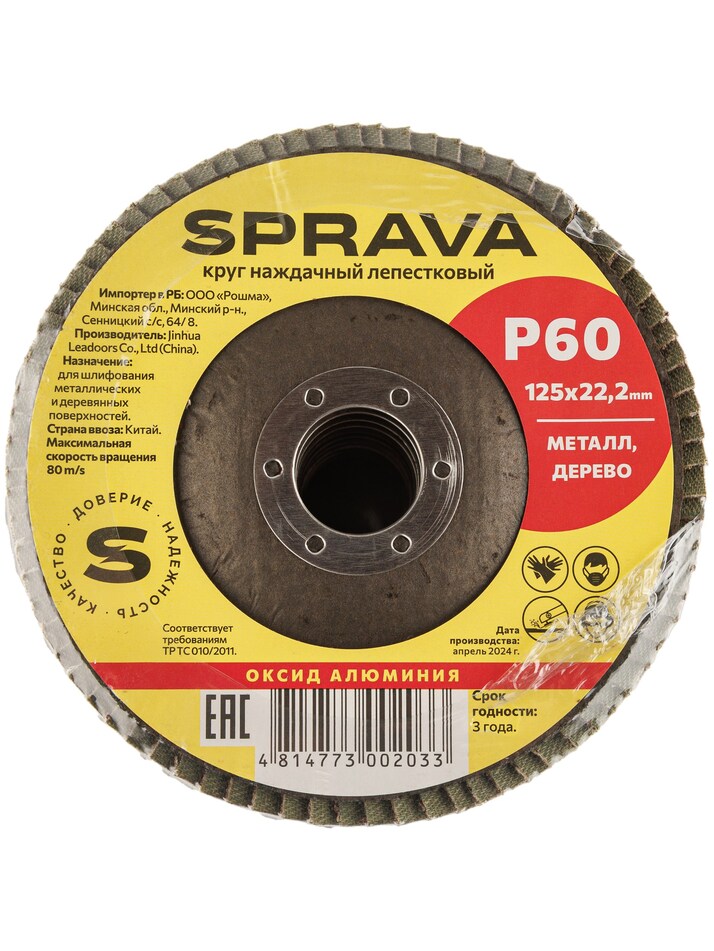 SPRAVA
круг наждачный лепестковый
Импортер в РБ: ООО «Рошма»,
Минская обл., Минский р-н.,
Сенницкий с/с, 64/8.
Производитель: Jinhua
Leadoors Co., Ltd (China).
Назначение:
для шлифования
металлических
и деревянных
поверхностей.
Страна ввоза: Китай.
Максимальная
скорость вращения
80 m/s
P60
125x22,2mm
МЕТАЛЛ,
ДЕРЕВО
КАЧЕСТВО · ДОВЕРИЕ · НАДЕЖНОСТЬ ·
S
Соответствует
требованиям
ТР ТС 010/2011.
Дата
производства:
апрель 2024 г.
ОКСИД АЛЮМИНИЯ
EAC
4 814773 002033
Срок
годности:
3 года.